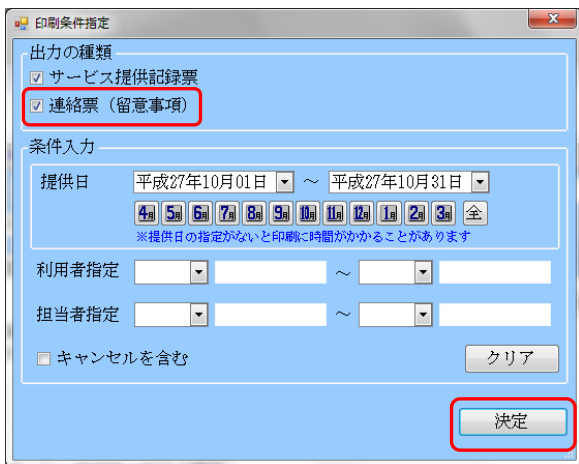 印刷条件指定
出力の種類
サービス提供記録票
連絡票（留意事項）
条件入力
提供日 平成27年10月01日 ～ 平成27年10月31日
4月 5月 6月 7月 8月 9月 10月 11月 12月 1月 2月 3月 全
※提供日の指定がないと印刷に時間がかかることがあります
利用者指定 ～
担当者指定 ～
キャンセルを含む クリア
決定